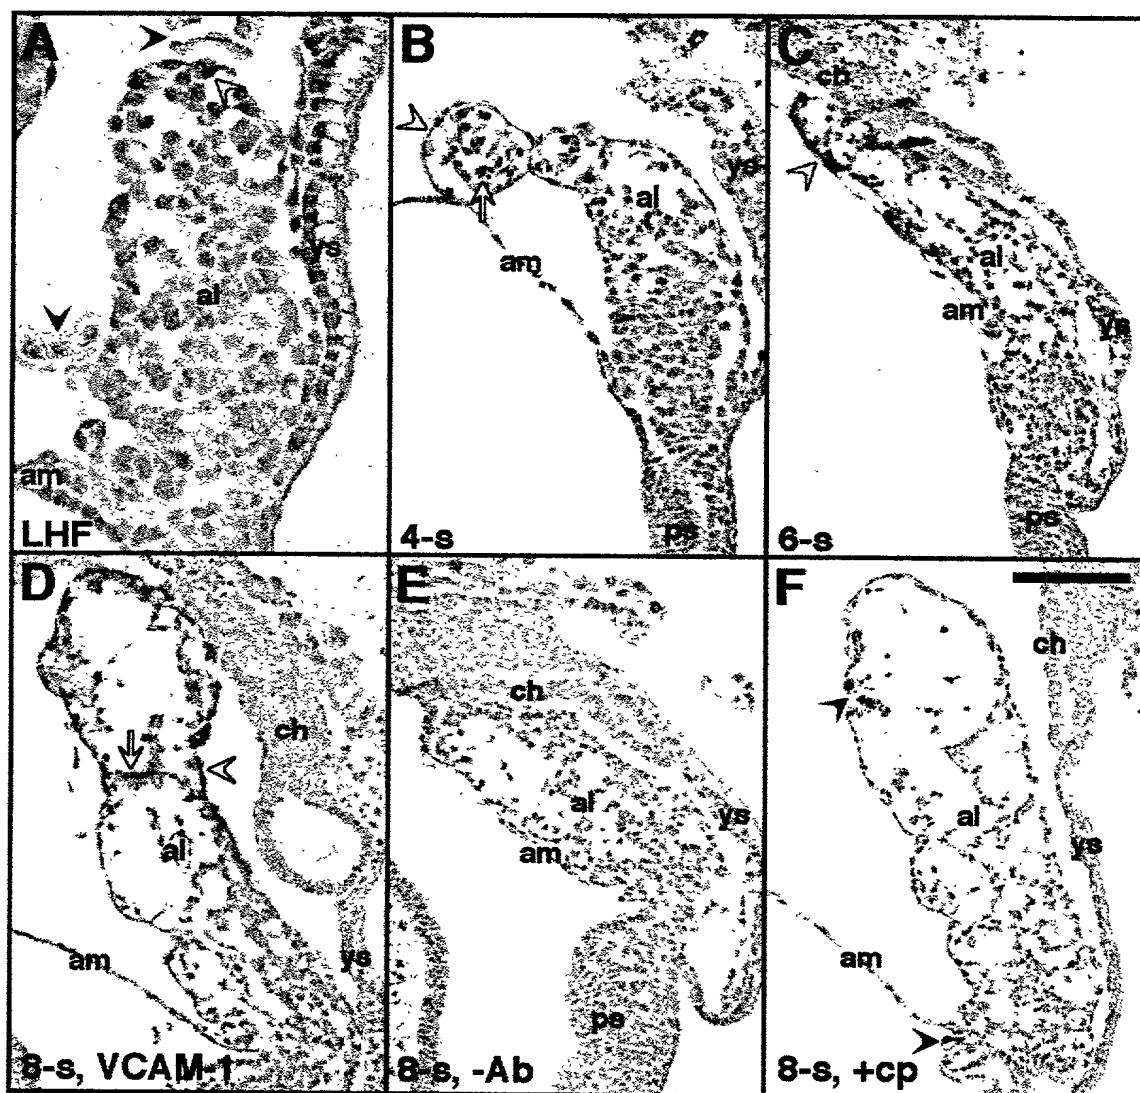 A
al
ys
am
LHF
B
ys
al
am
ps
4-s
C
ch
al
am
ys
ps
6-s
D
ch
al
am
ys
8-s, VCAM-1
E
ch
al
ys
am
ps
8-s, -Ab
F
ch
al
ys
am
8-s, +cp